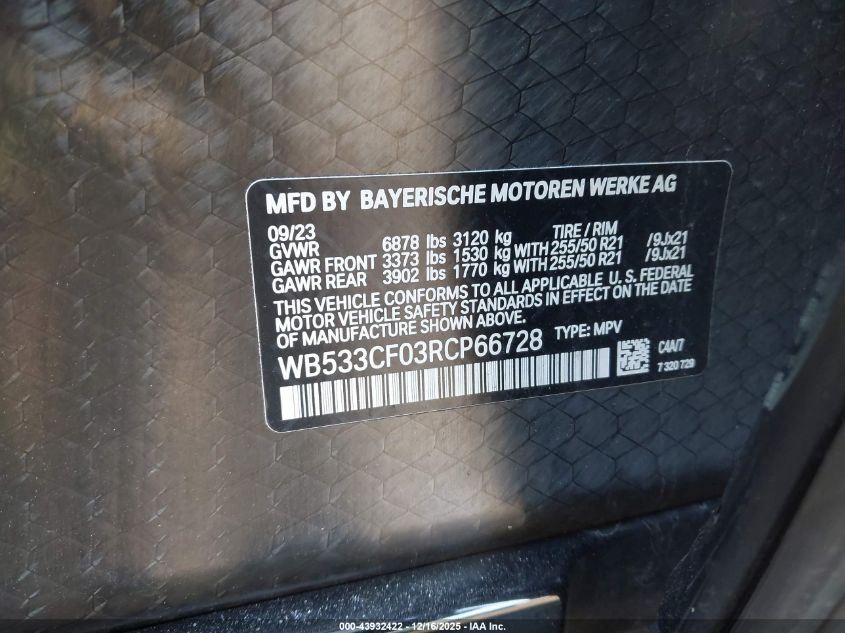 MFD BY BAYERISCHE MOTOREN WERKE AG
09/23 TIRE / RIM
GVWR 6878 lbs 3120 kg
GAWR FRONT 3373 lbs 1530 kg WITH 255/50 R21 /9Jx21
GAWR REAR 3902 lbs 1770 kg WITH 255/50 R21 /9Jx21
THIS VEHICLE CONFORMS TO ALL APPLICABLE U.S. FEDERAL
MOTOR VEHICLE SAFETY STANDARDS IN EFFECT ON THE DATE
OF MANUFACTURE SHOWN ABOVE.
TYPE: MPV
WB533CF03RCP66728
C4A/7
7 320 729
000-43932422 - 12/16/2025 - IAA Inc.